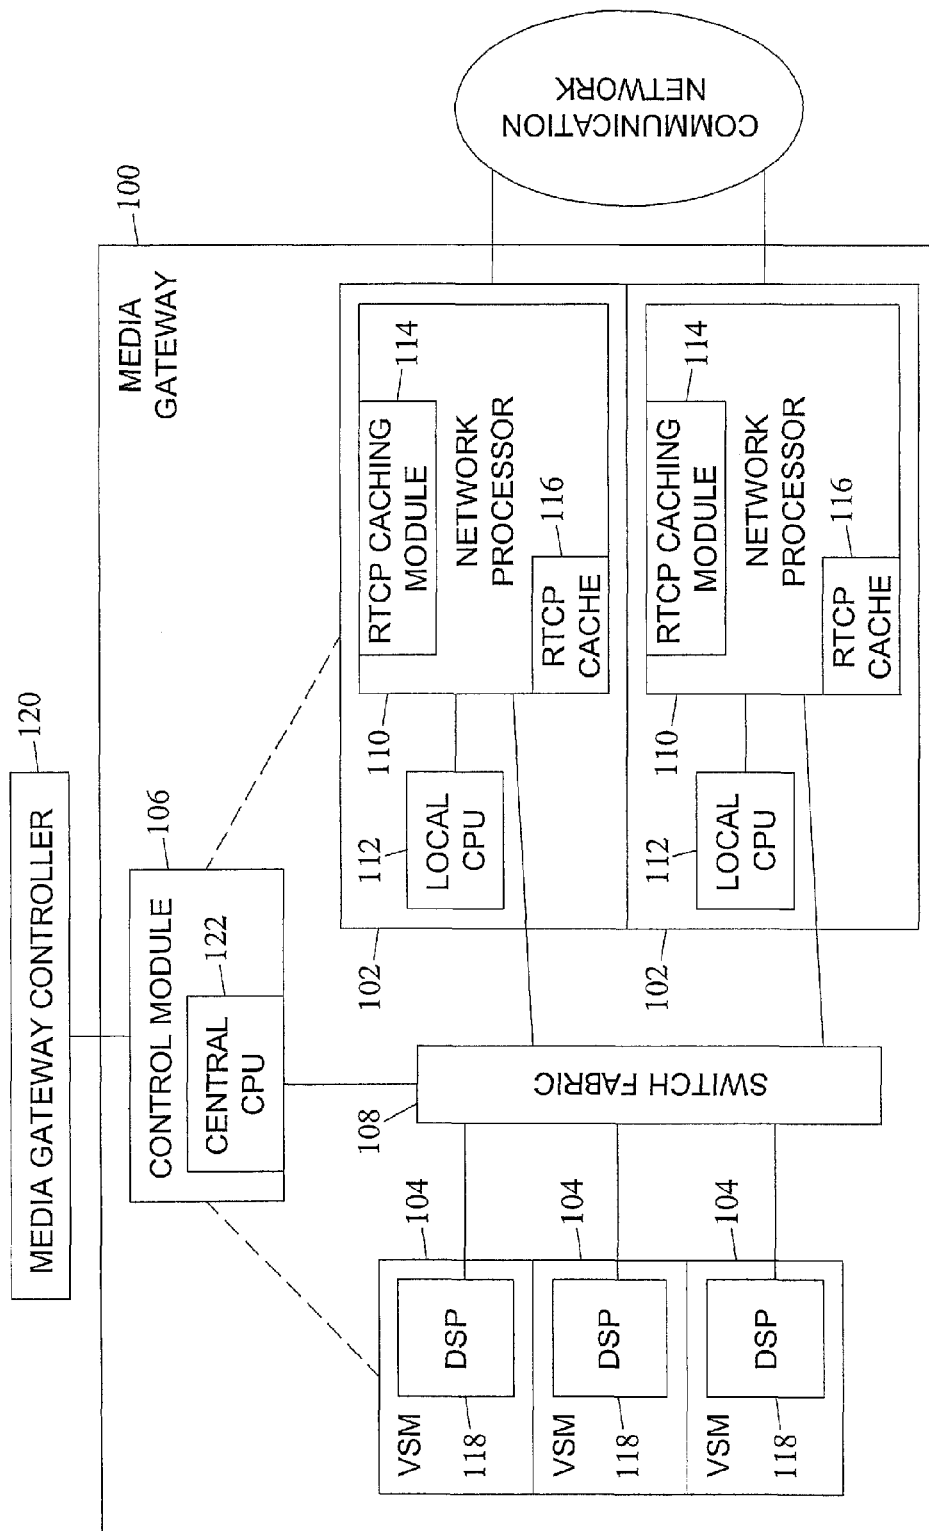 MEDIA GATEWAY CONTROLLER
120
100
MEDIA
GATEWAY
CONTROL MODULE
106
CENTRAL
CPU
122
VSM
104
DSP
118
VSM
104
DSP
118
VSM
104
DSP
118
108
SWITCH FABRIC
102
112
LOCAL
CPU
110
RTCP CACHING
MODULE
114
NETWORK
PROCESSOR
RTCP
CACHE
116
102
112
LOCAL
CPU
110
RTCP CACHING
MODULE
114
NETWORK
PROCESSOR
RTCP
CACHE
116
COMMUNICATION
NETWORK